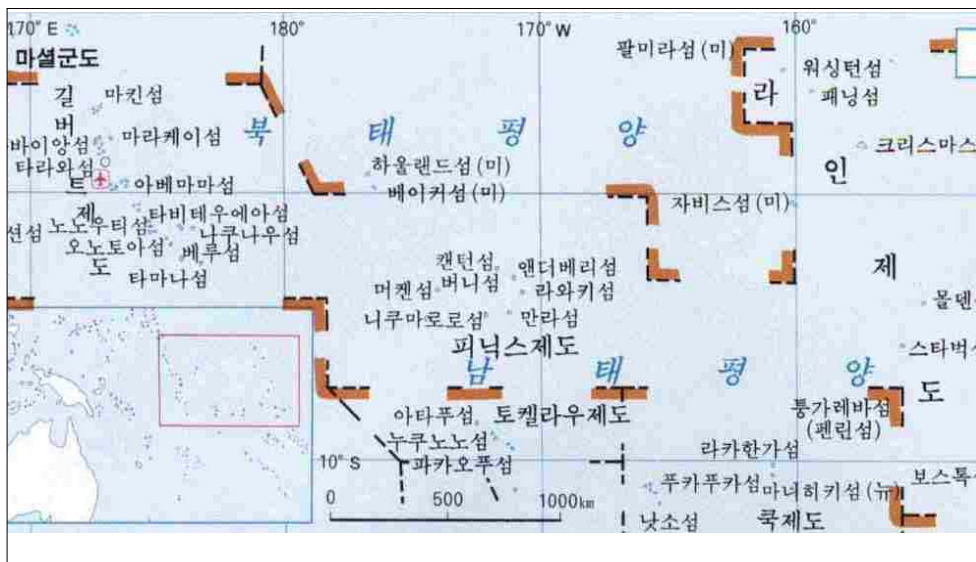 170° E
180°
170° W
160°
마셜군도
팔미라섬(미)
워싱턴섬
패닝섬
길버트제도
라인제도
마킨섬
북태평양
바이앙섬
마라케이섬
크리스마스
타라와섬
하울랜드섬(미)
아베마마섬
베이커섬(미)
자비스섬(미)
타비테우에아섬
션섬
노노우티섬
나쿠나우섬
오노토아섬
베루섬
타마나섬
캔턴섬
앤더베리섬
머켄섬
버니섬
라와키섬
몰덴
니쿠마로로섬
만라섬
피닉스제도
스타벅
남태평양
아타푸섬
토켈라우제도
통가레바섬
(펜린섬)
누쿠노노섬
라카한가섬
10° S
파카오푸섬
보스톡
푸카푸카섬
마니히키섬(뉴)
0
500
1000km
낫소섬
쿡제도